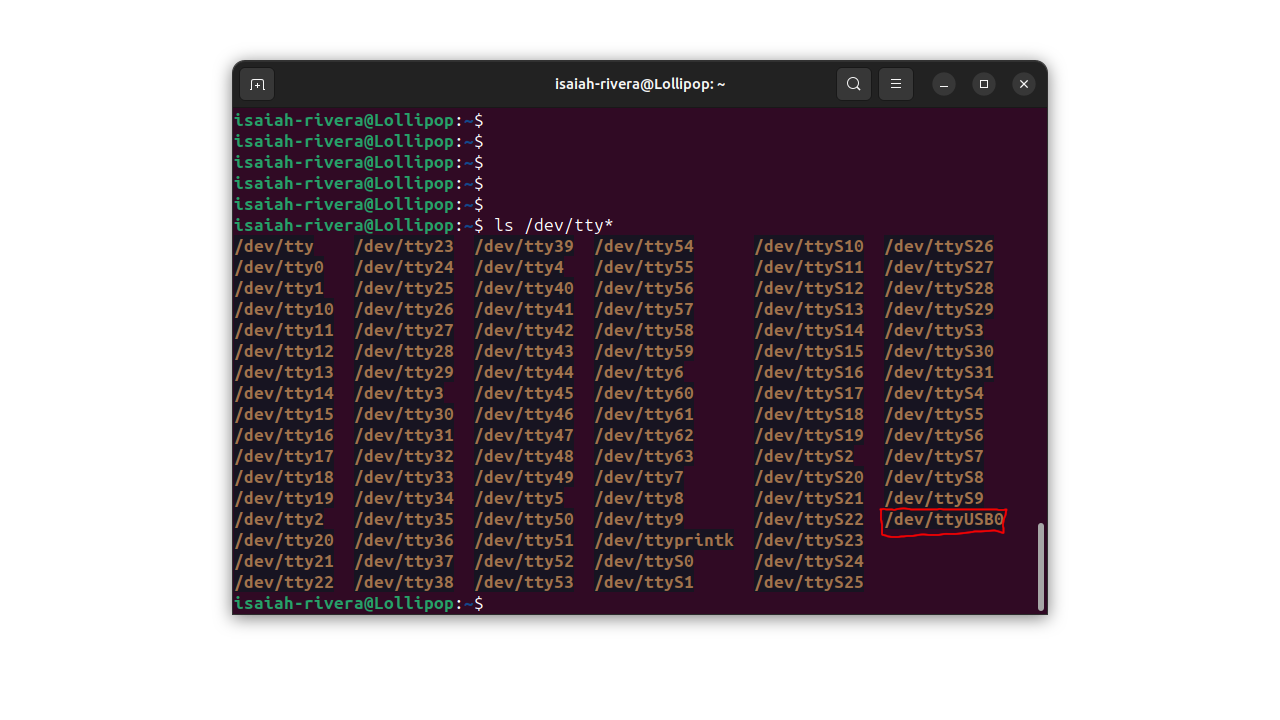 isaiah-rivera@Lollipop: ~
isaiah-rivera@Lollipop:~$
isaiah-rivera@Lollipop:~$
isaiah-rivera@Lollipop:~$
isaiah-rivera@Lollipop:~$
isaiah-rivera@Lollipop:~$
isaiah-rivera@Lollipop:~$ ls /dev/tty*
/dev/tty /dev/tty23 /dev/tty39 /dev/tty54 /dev/ttyS10 /dev/ttyS26
/dev/tty0 /dev/tty24 /dev/tty4 /dev/tty55 /dev/ttyS11 /dev/ttyS27
/dev/tty1 /dev/tty25 /dev/tty40 /dev/tty56 /dev/ttyS12 /dev/ttyS28
/dev/tty10 /dev/tty26 /dev/tty41 /dev/tty57 /dev/ttyS13 /dev/ttyS29
/dev/tty11 /dev/tty27 /dev/tty42 /dev/tty58 /dev/ttyS14 /dev/ttyS3
/dev/tty12 /dev/tty28 /dev/tty43 /dev/tty59 /dev/ttyS15 /dev/ttyS30
/dev/tty13 /dev/tty29 /dev/tty44 /dev/tty6 /dev/ttyS16 /dev/ttyS31
/dev/tty14 /dev/tty3 /dev/tty45 /dev/tty60 /dev/ttyS17 /dev/ttyS4
/dev/tty15 /dev/tty30 /dev/tty46 /dev/tty61 /dev/ttyS18 /dev/ttyS5
/dev/tty16 /dev/tty31 /dev/tty47 /dev/tty62 /dev/ttyS19 /dev/ttyS6
/dev/tty17 /dev/tty32 /dev/tty48 /dev/tty63 /dev/ttyS2 /dev/ttyS7
/dev/tty18 /dev/tty33 /dev/tty49 /dev/tty7 /dev/ttyS20 /dev/ttyS8
/dev/tty19 /dev/tty34 /dev/tty5 /dev/tty8 /dev/ttyS21 /dev/ttyS9
/dev/tty2 /dev/tty35 /dev/tty50 /dev/tty9 /dev/ttyS22 /dev/ttyUSB0
/dev/tty20 /dev/tty36 /dev/tty51 /dev/ttyprintk /dev/ttyS23
/dev/tty21 /dev/tty37 /dev/tty52 /dev/ttyS0 /dev/ttyS24
/dev/tty22 /dev/tty38 /dev/tty53 /dev/ttyS1 /dev/ttyS25
isaiah-rivera@Lollipop:~$